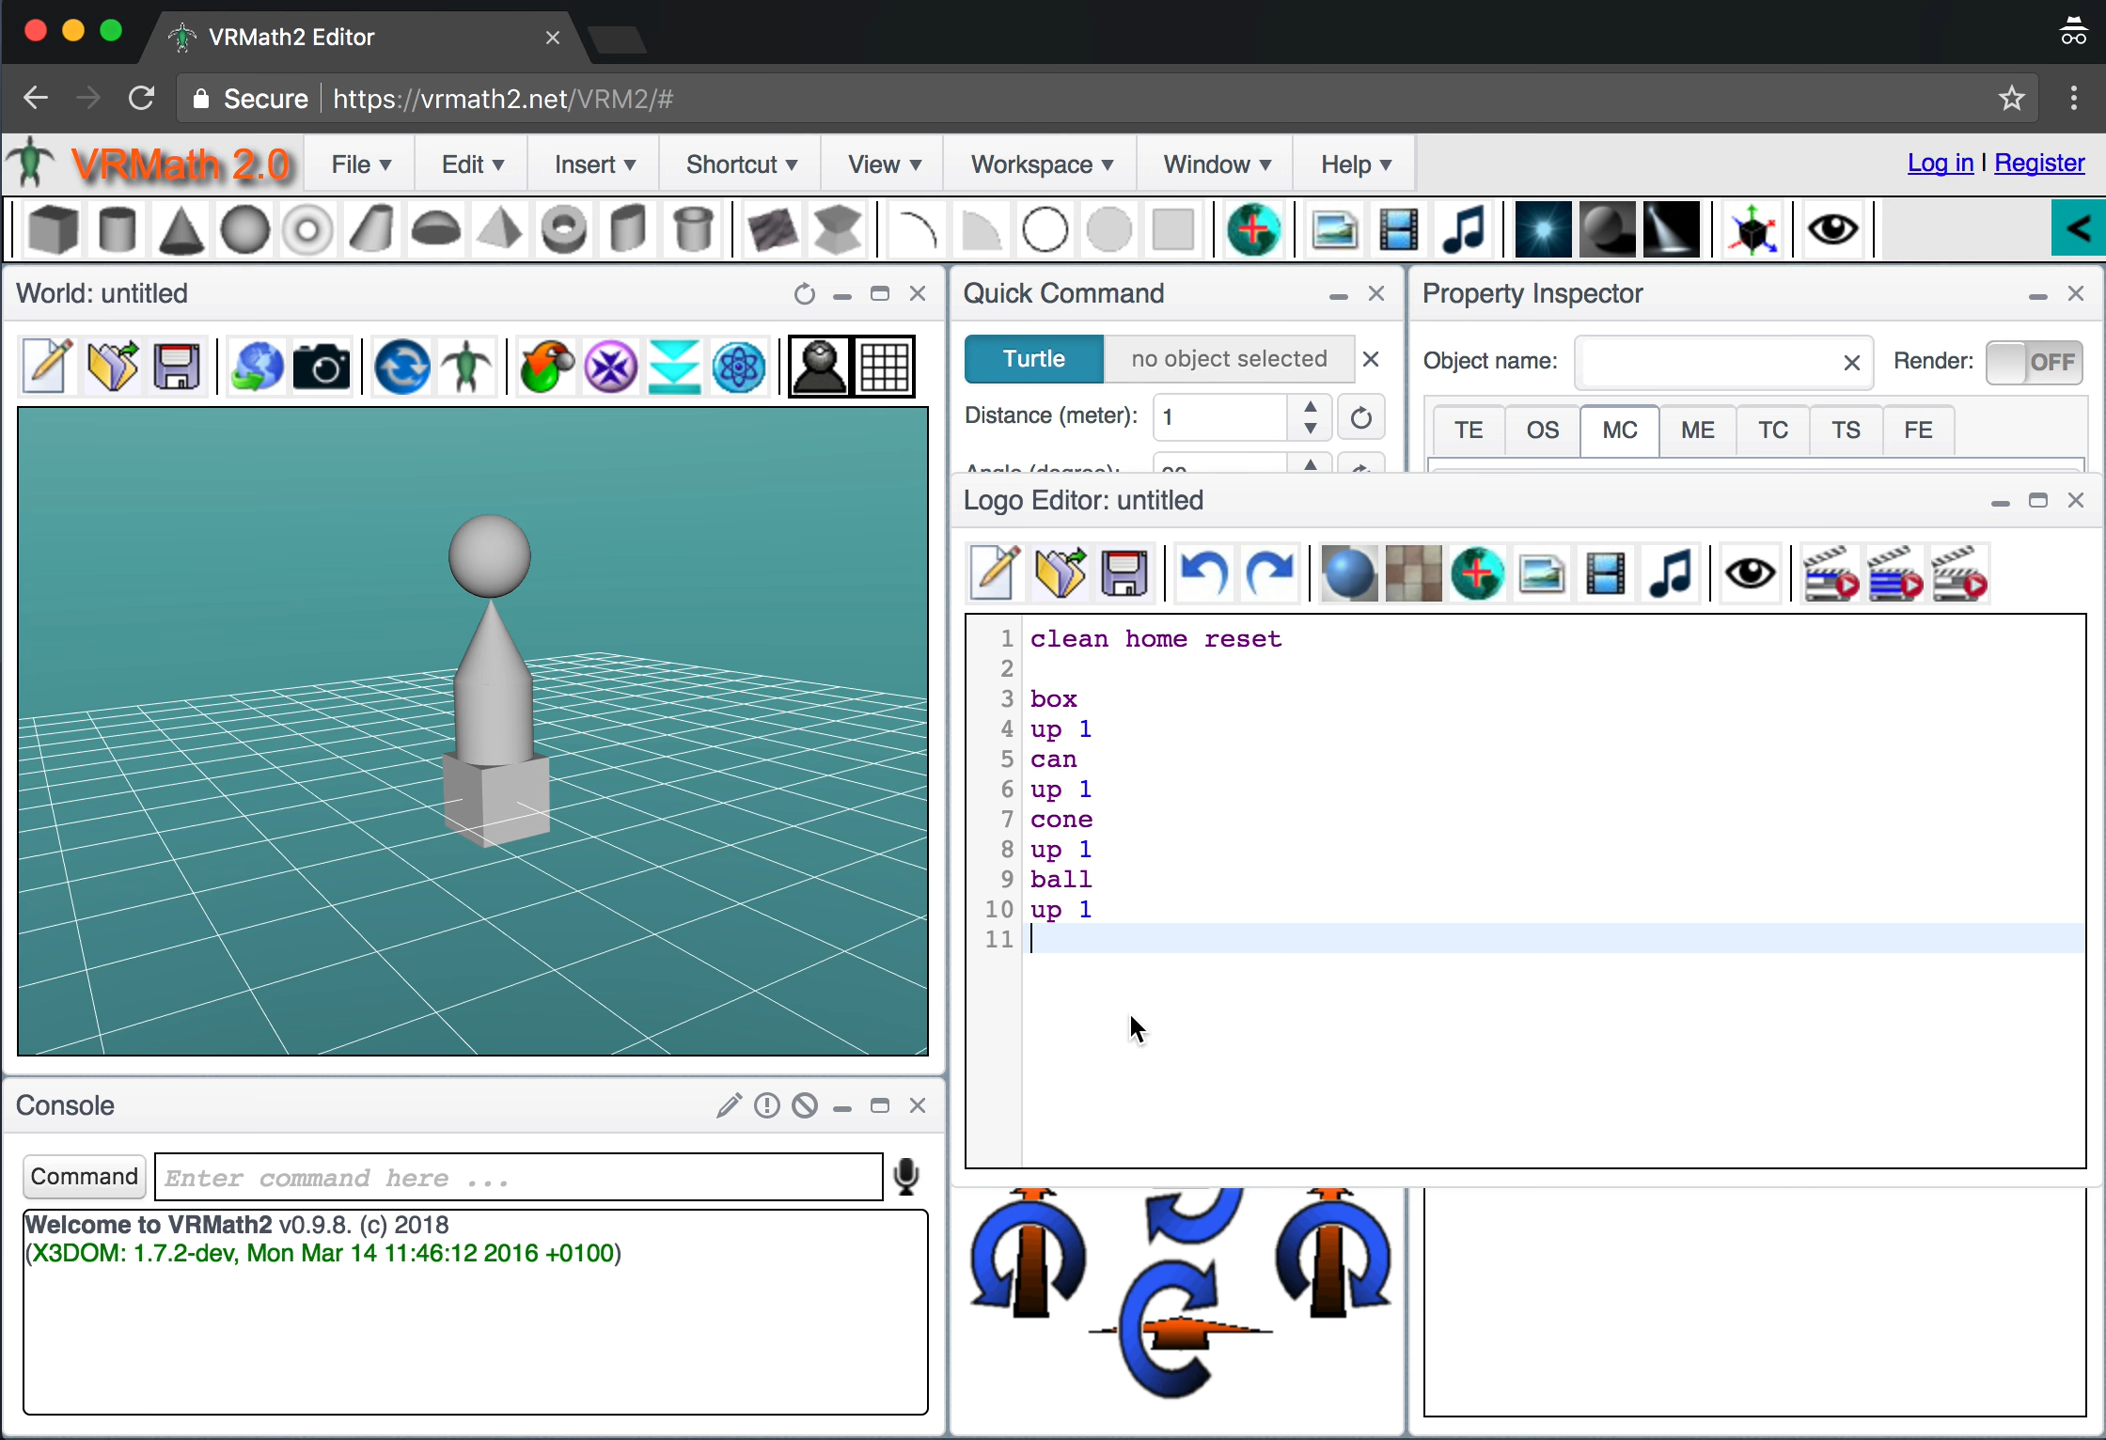 VRMath2 Editor
Secure https://vrmath2.net/VRM2/#
VRMath 2.0 File Edit Insert Shortcut View Workspace Window Help Log in | Register
World: untitled
Quick Command
Turtle no object selected
Distance (meter): 1
Angle (degree): 90
Property Inspector
Object name: Render: OFF
TE OS MC ME TC TS FE
Logo Editor: untitled
1 clean home reset
2
3 box
4 up 1
5 can
6 up 1
7 cone
8 up 1
9 ball
10 up 1
11
Console
Command Enter command here ...
Welcome to VRMath2 v0.9.8. (c) 2018
(X3DOM: 1.7.2-dev, Mon Mar 14 11:46:12 2016 +0100)